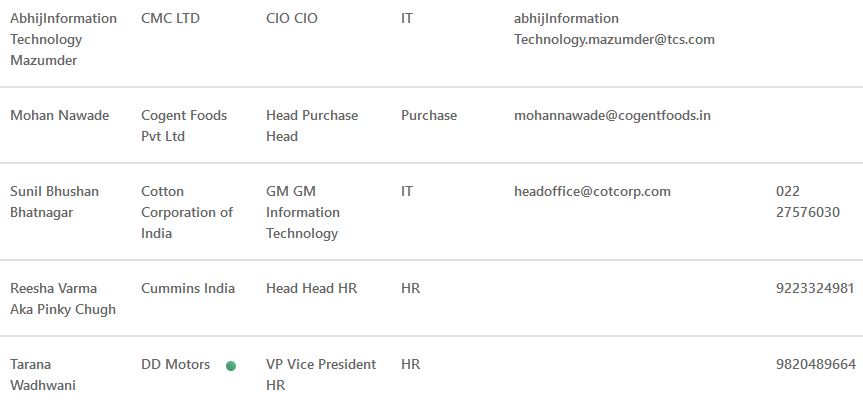 AbhijInformation CMC LTD CIO CIO IT abhijInformation
Technology Technology.mazumder@tcs.com
Mazumder
Mohan Nawade Cogent Foods Head Purchase Purchase mohannawade@cogentfoods.in
Pvt Ltd Head
Sunil Bhushan Cotton GM GM IT headoffice@cotcorp.com 022
Bhatnagar Corporation of Information 27576030
India Technology
Reesha Varma Cummins India Head Head HR HR 9223324981
Aka Pinky Chugh
Tarana DD Motors VP Vice President HR 9820489664
Wadhwani HR